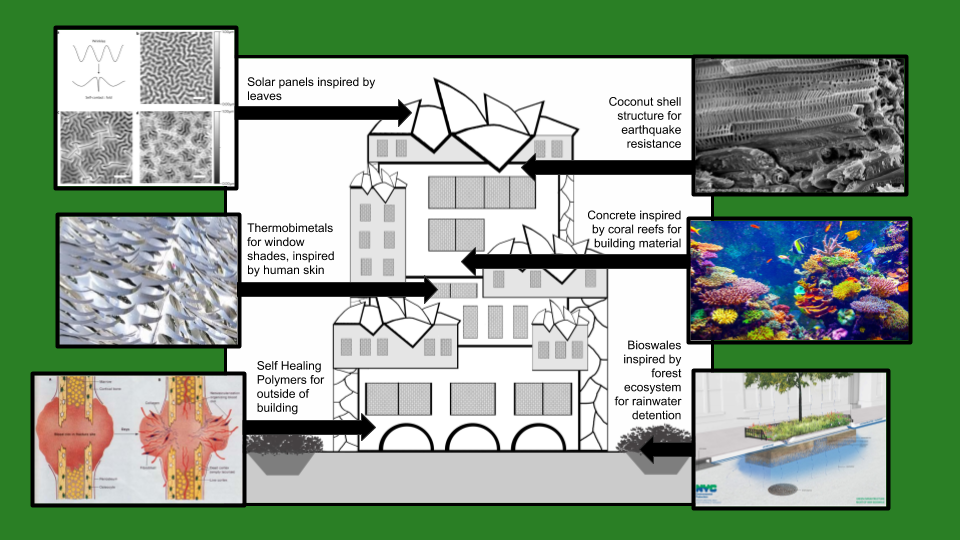 Solar panels inspired by
leaves
Coconut shell
structure for
earthquake
resistance
Thermobimetals
for window
shades, inspired
by human skin
Concrete inspired
by coral reefs for
building material
Self Healing
Polymers for
outside of
building
Bioswales
inspired by
forest
ecosystem
for rainwater
detention
NYC